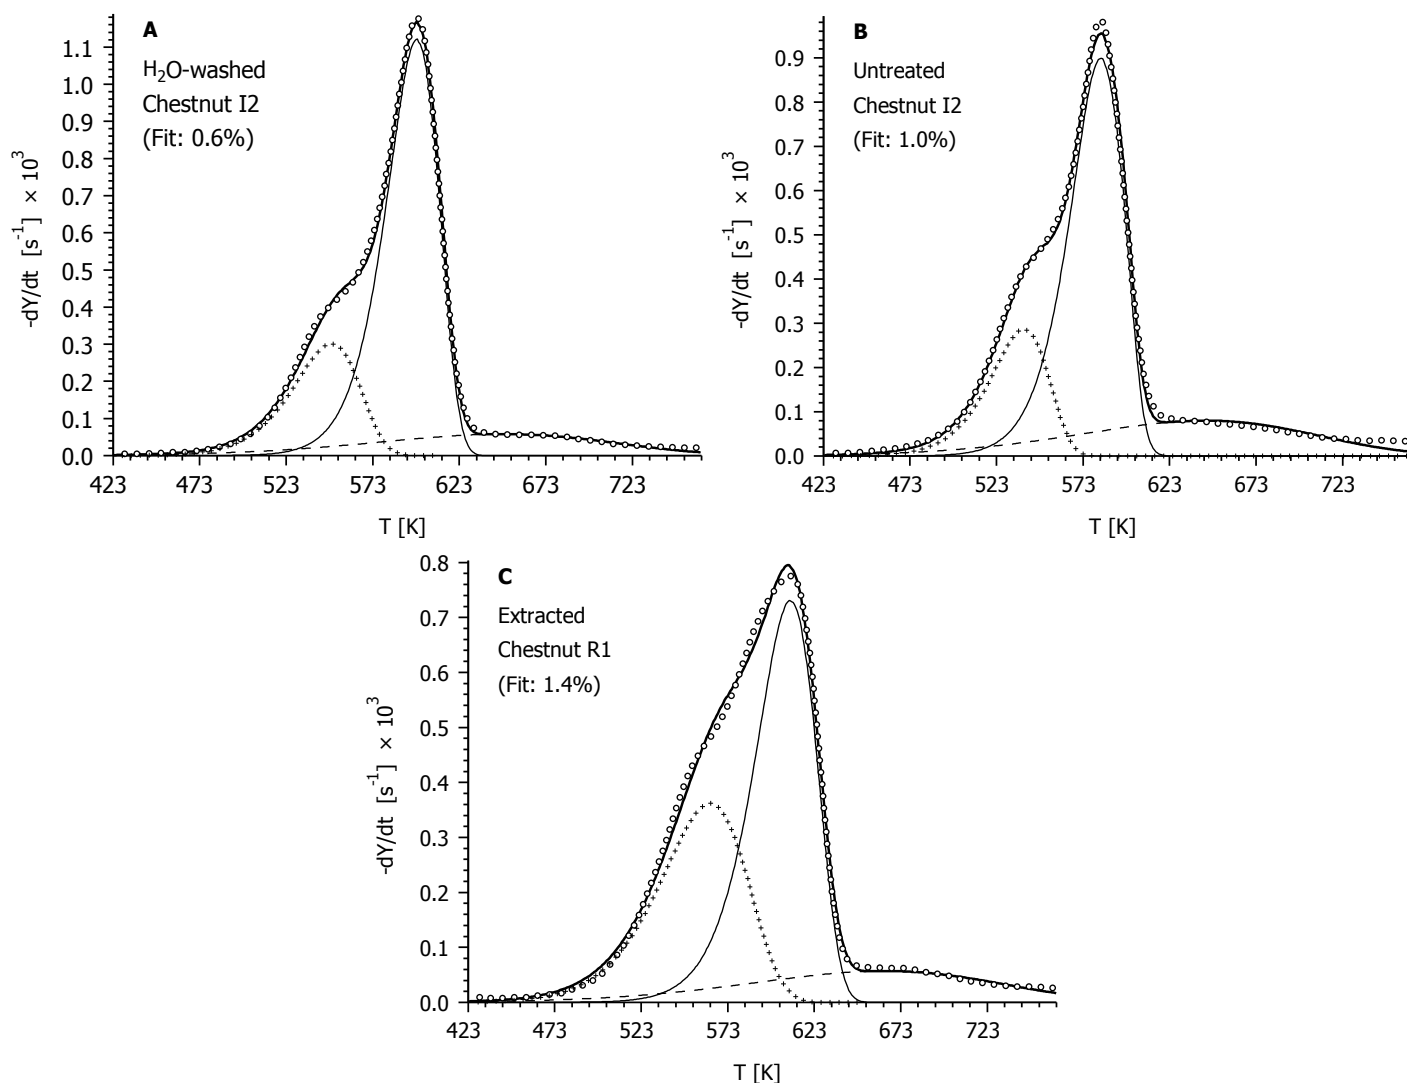 A
H₂O-washed
Chestnut I2
(Fit: 0.6%)
-dY/dt [s⁻¹] × 10³
1.1
1.0
0.9
0.8
0.7
0.6
0.5
0.4
0.3
0.2
0.1
0.0
423 473 523 573 623 673 723
T [K]
B
Untreated
Chestnut I2
(Fit: 1.0%)
-dY/dt [s⁻¹] × 10³
0.9
0.8
0.7
0.6
0.5
0.4
0.3
0.2
0.1
0.0
423 473 523 573 623 673 723
T [K]
C
Extracted
Chestnut R1
(Fit: 1.4%)
-dY/dt [s⁻¹] × 10³
0.8
0.7
0.6
0.5
0.4
0.3
0.2
0.1
0.0
423 473 523 573 623 673 723
T [K]